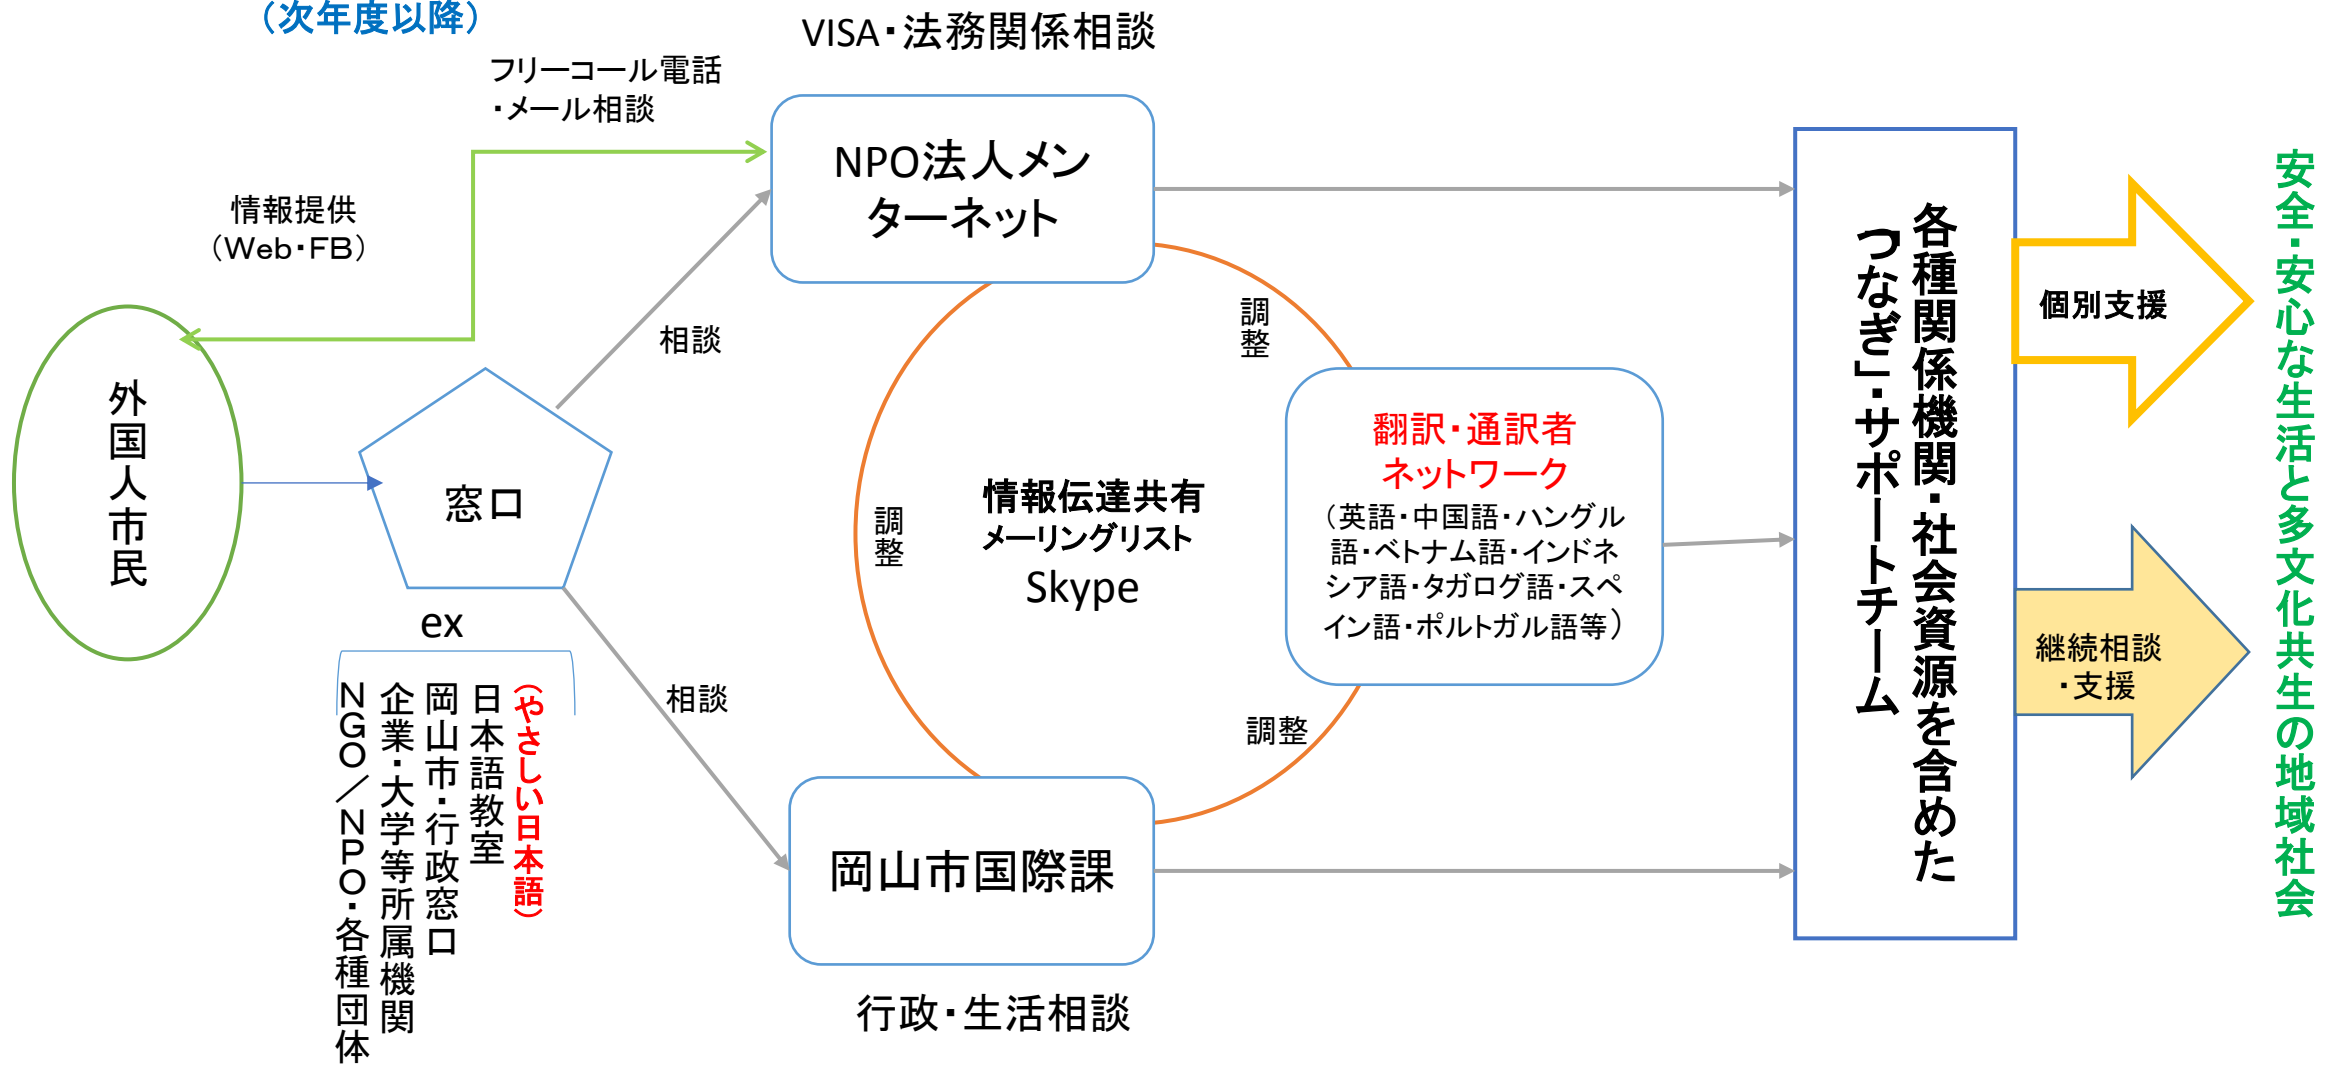 （次年度以降）
VISA・法務関係相談
フリーコール電話
・メール相談
NPO法人メン
ターネット
情報提供
（Web・FB）
相談
外国人市民
窓口
ex
（やさしい日本語）
日本語教室
岡山市・行政窓口
企業・大学等所属機関
NGO／NPO・各種団体
相談
調整
調整
情報伝達共有
メーリングリスト
Skype
翻訳・通訳者
ネットワーク
（英語・中国語・ハングル
語・ベトナム語・インドネ
シア語・タガログ語・スペ
イン語・ポルトガル語等）
調整
岡山市国際課
行政・生活相談
各種関係機関・社会資源を含めた
つなぎ」・サポートチーム
個別支援
継続相談
・支援
安全・安心な生活と多文化共生の地域社会